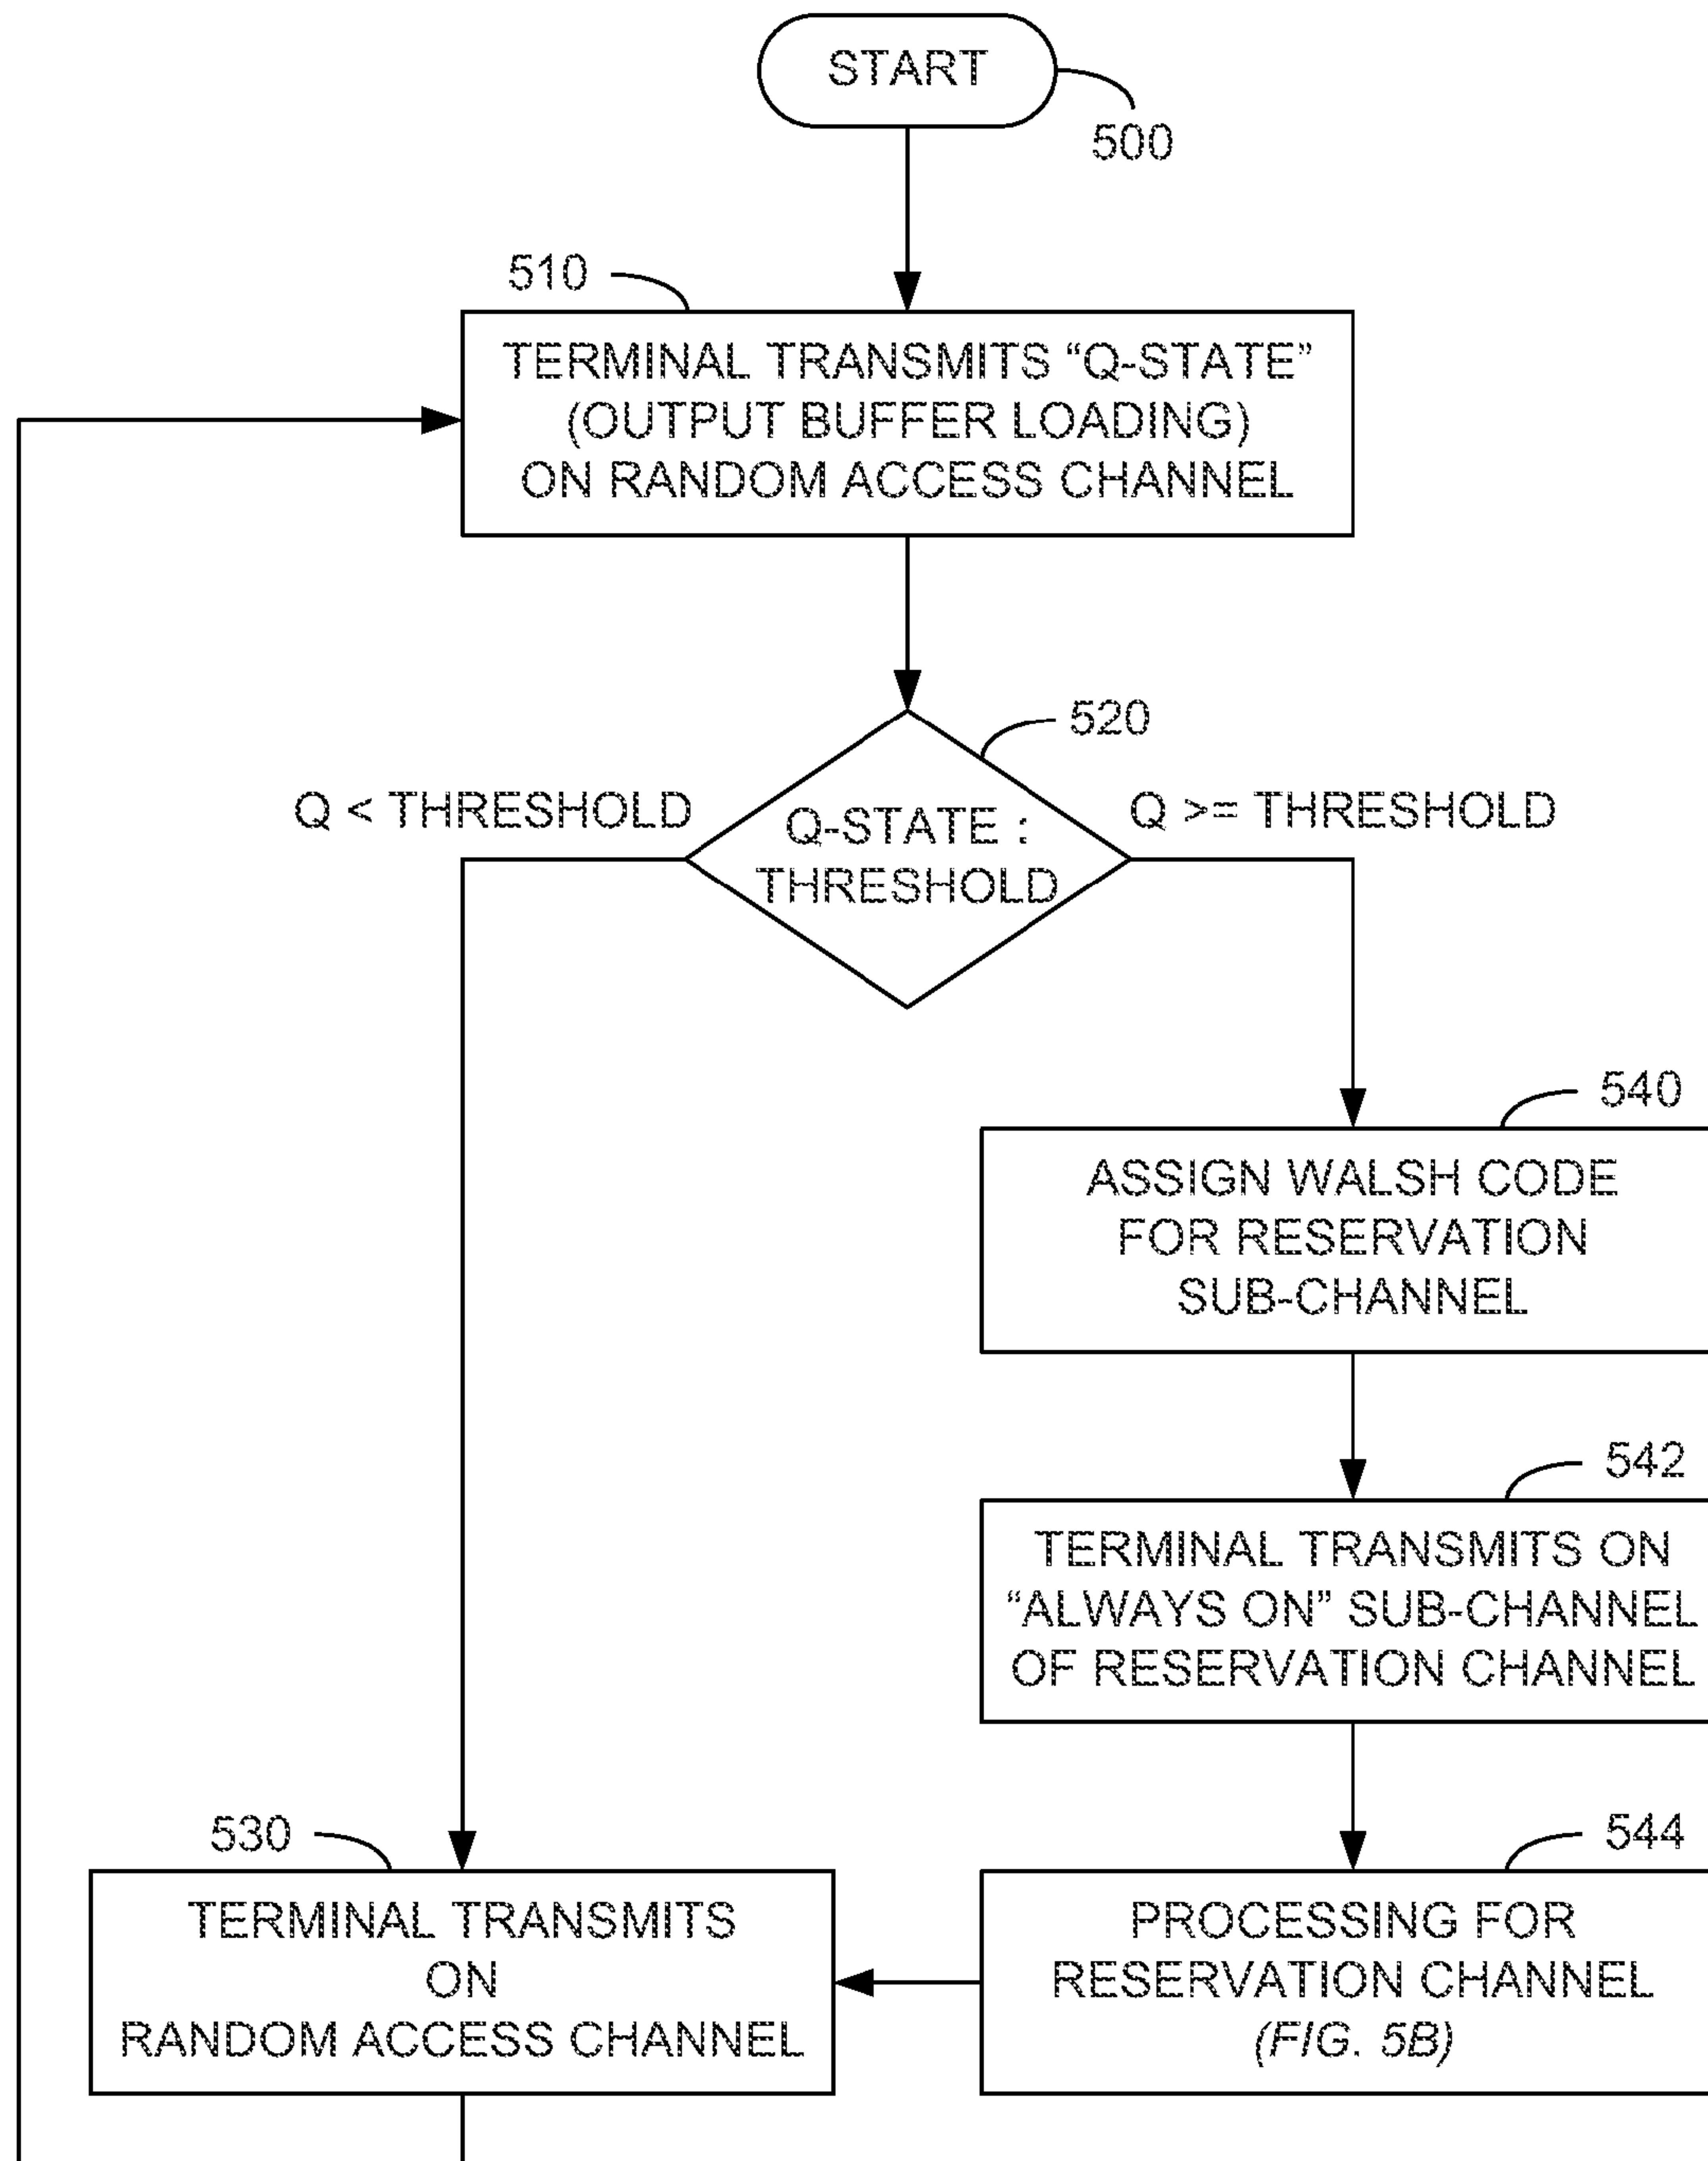 START
500
510
TERMINAL TRANSMITS “Q-STATE”
(OUTPUT BUFFER LOADING)
ON RANDOM ACCESS CHANNEL
520
Q < THRESHOLD
Q-STATE :
THRESHOLD
Q >= THRESHOLD
540
ASSIGN WALSH CODE
FOR RESERVATION
SUB-CHANNEL
542
TERMINAL TRANSMITS ON
“ALWAYS ON” SUB-CHANNEL
OF RESERVATION CHANNEL
530
TERMINAL TRANSMITS
ON
RANDOM ACCESS CHANNEL
544
PROCESSING FOR
RESERVATION CHANNEL
(FIG. 5B)